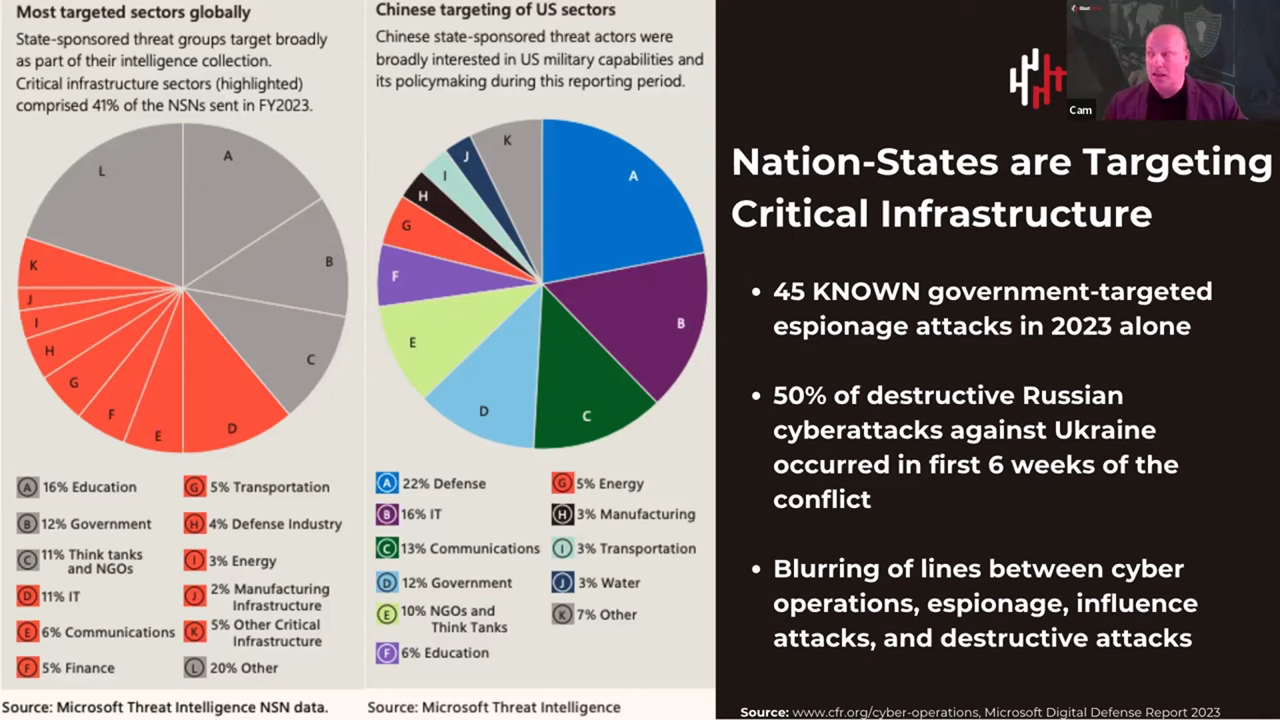 Most targeted sectors globally
State-sponsored threat groups target broadly
as part of their intelligence collection.
Critical infrastructure sectors (highlighted)
comprised 41% of the NSNs sent in FY2023.
A
B
C
D
E
F
G
H
I
J
K
L
A 16% Education
B 12% Government
C 11% Think tanks
and NGOs
D 11% IT
E 6% Communications
F 5% Finance
G 5% Transportation
H 4% Defense Industry
I 3% Energy
J 2% Manufacturing
Infrastructure
K 5% Other Critical
Infrastructure
L 20% Other
Source: Microsoft Threat Intelligence NSN data.
Chinese targeting of US sectors
Chinese state-sponsored threat actors were
broadly interested in US military capabilities and
its policymaking during this reporting period.
A
B
C
D
E
F
G
H
I
J
K
A 22% Defense
B 16% IT
C 13% Communications
D 12% Government
E 10% NGOs and
Think Tanks
F 6% Education
G 5% Energy
H 3% Manufacturing
I 3% Transportation
J 3% Water
K 7% Other
Source: Microsoft Threat Intelligence
Cam
Nation-States are Targeting
Critical Infrastructure
• 45 KNOWN government-targeted
espionage attacks in 2023 alone
• 50% of destructive Russian
cyberattacks against Ukraine
occurred in first 6 weeks of the
conflict
• Blurring of lines between cyber
operations, espionage, influence
attacks, and destructive attacks
Source: www.cfr.org/cyber-operations, Microsoft Digital Defense Report 2023